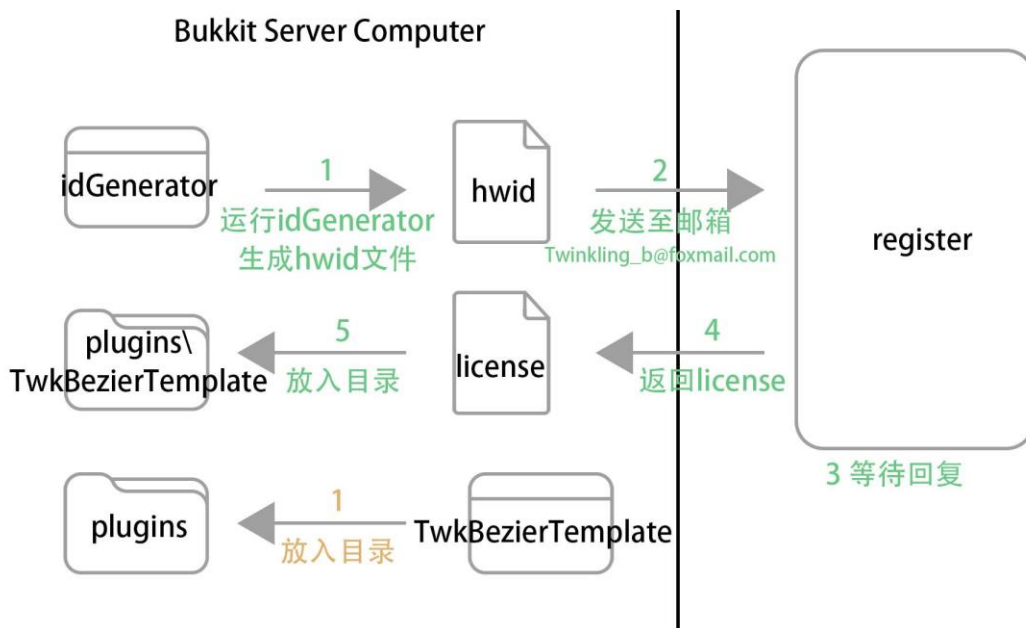 Bukkit Server Computer
idGenerator
1
运行idGenerator
生成hwid文件
hwid
2
发送至邮箱
Twinkling_b@foxmail.com
register
plugins\
TwkBezierTemplate
5
放入目录
license
4
返回license
3 等待回复
plugins
1
放入目录
TwkBezierTemplate